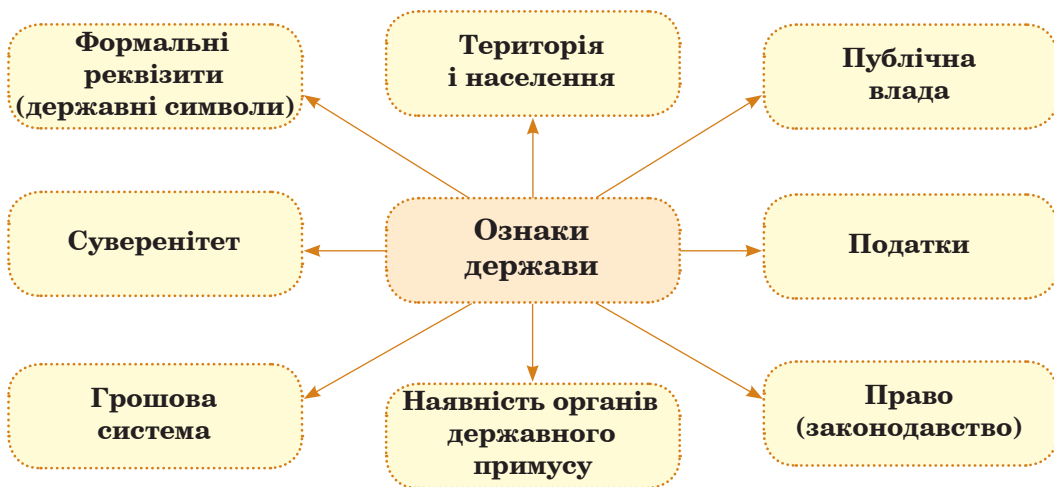 Формальні
реквізити
(державні символи)
Територія
і населення
Публічна
влада
Суверенітет
Ознаки
держави
Податки
Грошова
система
Наявність органів
державного
примусу
Право
(законодавство)